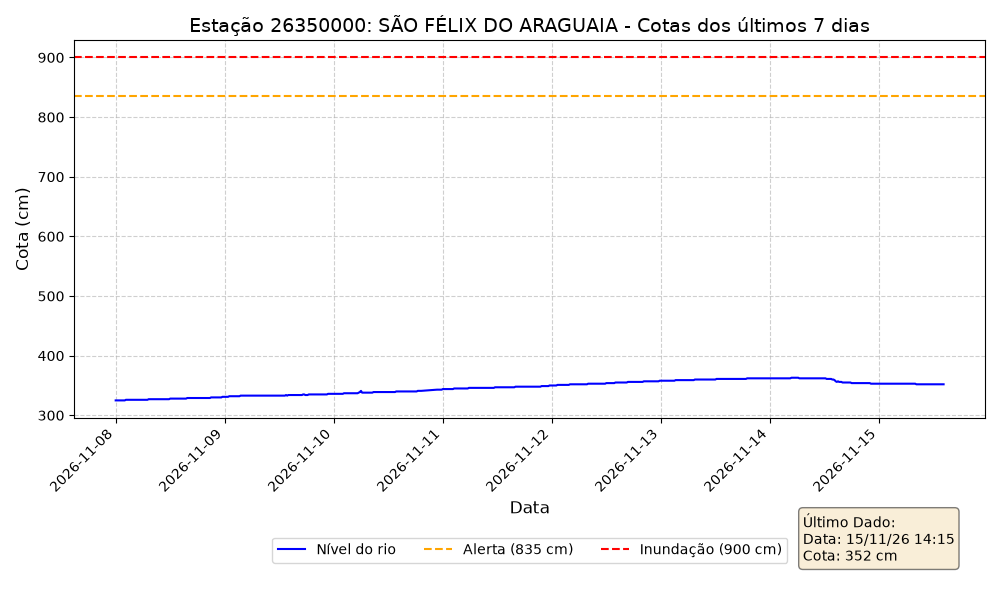 Estação 26350000: SÃO FÉLIX DO ARAGUAIA - Cotas dos últimos 7 dias
Cota (cm)
900
800
700
600
500
400
300
2026-11-08
2026-11-09
2026-11-10
2026-11-11
2026-11-12
2026-11-13
2026-11-14
2026-11-15
Data
Nível do rio
Alerta (835 cm)
Inundação (900 cm)
Último Dado:
Data: 15/11/26 14:15
Cota: 352 cm